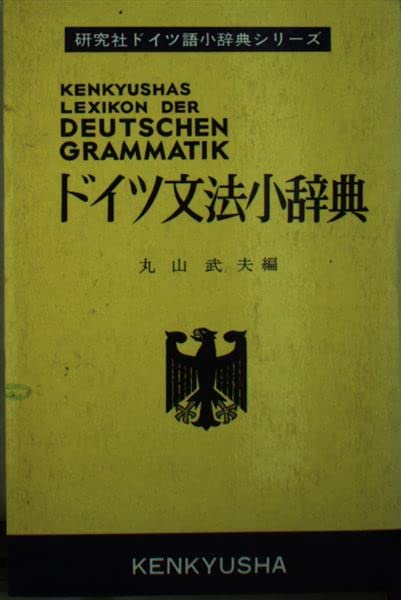 研究社ドイツ語小辞典シリーズ
KENKYUSHAS
LEXIKON DER
DEUTSCHEN
GRAMMATIK
ドイツ文法小辞典
丸山武夫編
KENKYUSHA